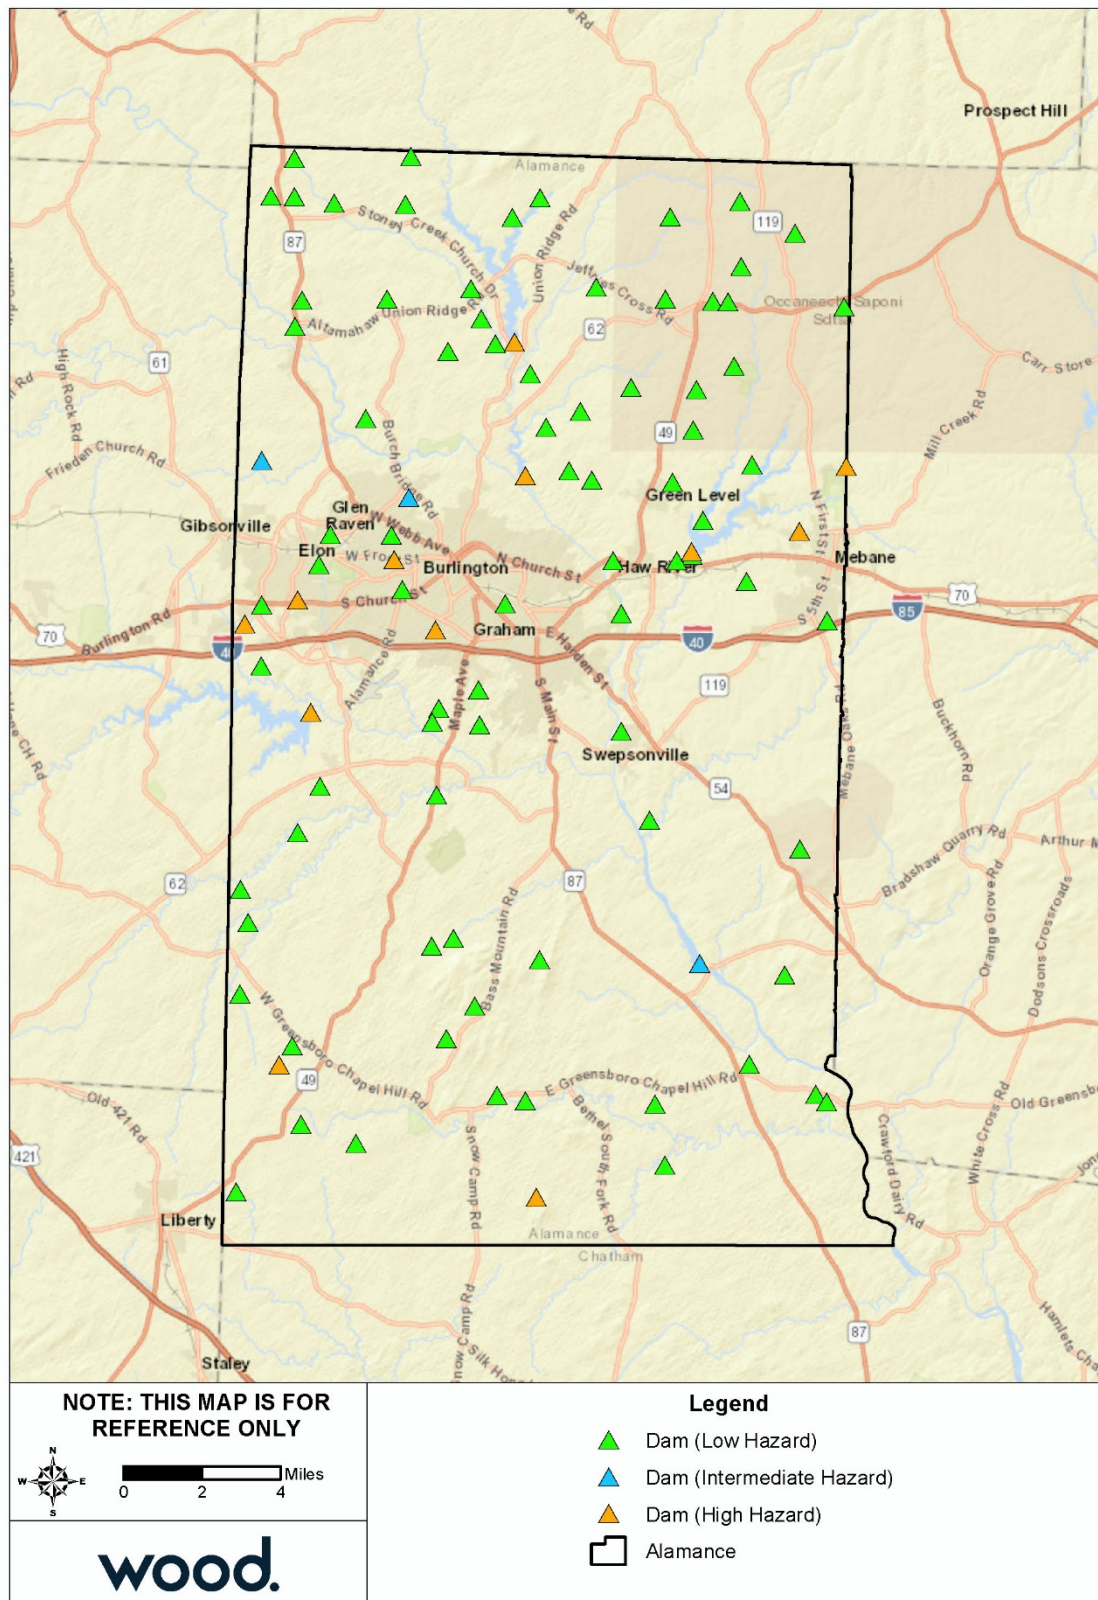 Prospect Hill
Alamance
119
87
Stoney Creek Church Dr
Union Ridge Rd
Jeffries Cross Rd
Occaneechi Saponi
Sdtsa
Altamahaw Union Ridge Rd
62
61
High Rock Rd
Carr Store
Mill Creek Rd
Frieden Church Rd
Burch Bridge Rd
49
Green Level
N First St
Glen
Raven
Gibsonville
W Webb Ave
Elon
W Front St
Burlington
N Church St
Haw River
Mebane
S Church St
S 5th St
70
85
70
Burlington Rd
Graham
E Harden St
40
40
Alamance Rd
Maple Ave
S Main St
119
Buckhorn Rd
Mebane Oaks Rd
Swepsonville
54
Bradshaw Quarry Rd
Arthur M
62
87
Orange Grove Rd
Dodsons Crossroads
Bass Mountain Rd
W Greensboro Chapel Hill Rd
49
E Greensboro Chapel Hill Rd
Old Greensb
White Cross Rd
Old 421 Rd
421
Snow Camp Rd
Bethel South Fork Rd
Crawford Dairy Rd
Liberty
Alamance
Chatham
Snow Camp Rd
87
Staley
NOTE: THIS MAP IS FOR
REFERENCE ONLY
N
W E
S
0 2 4
Miles
wood.
Legend
Dam (Low Hazard)
Dam (Intermediate Hazard)
Dam (High Hazard)
Alamance